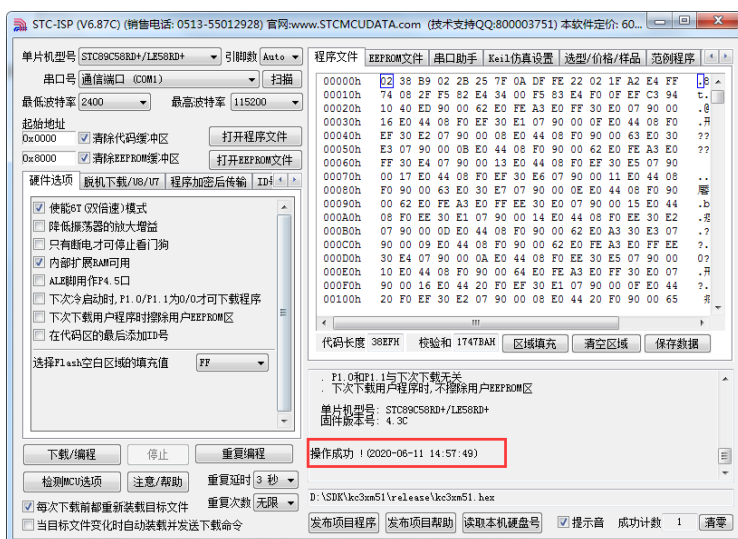 STC-ISP (V6.87C) (销售电话: 0513-55012928) 官网:www.STCMCUDATA.com (技术支持QQ:800003751) 本软件定价: 60...
单片机型号 STC89C58RD+/LE58RD+ 引脚数 Auto
串口号 通信端口 (COM1) 扫描
最低波特率 2400 最高波特率 115200
起始地址
0x0000 清除代码缓冲区 打开程序文件
0x8000 清除EEPROM缓冲区 打开EEPROM文件
硬件选项 脱机下载/U8/U7 程序加密后传输
使能6T(双倍速)模式
降低振荡器的放大增益
只有断电才可停止看门狗
内部扩展RAM可用
ALE脚用作P4.5口
下次冷启动时,P1.0/P1.1为0/0才可下载程序
下次下载用户程序时擦除用户EEPROM区
在代码区的最后添加ID号
选择Flash空白区域的填充值 FF
下载/编程 停止 重复编程
检测MCU选项 注意/帮助 重复延时 3 秒
每次下载前都重新装载目标文件 重复次数 无限
当目标文件变化时自动装载并发送下载命令
程序文件 EEPROM文件 串口助手 Keil仿真设置 选型/价格/样品 范例程序
00000h 02 38 B9 02 2B 25 7F 0A DF FE 22 02 1F A2 E4 FF
00010h 74 08 2F F5 82 E4 34 00 F5 83 E4 F0 0F EF C3 94
00020h 10 40 ED 90 00 62 E0 FE A3 E0 FF 30 E0 07 90 00
00030h 16 E0 44 08 F0 EF 30 E1 07 90 00 0F E0 44 08 F0
00040h EF 30 E2 07 90 00 08 E0 44 08 F0 90 00 63 E0 30
00050h E3 07 90 00 0B E0 44 08 F0 90 00 62 E0 FE A3 E0
00060h FF 30 E4 07 90 00 13 E0 44 08 F0 EF 30 E5 07 90
00070h 00 17 E0 44 08 F0 EF 30 E6 07 90 00 11 E0 44 08
00080h F0 90 00 63 E0 30 E7 07 90 00 0E E0 44 08 F0 90
00090h 00 62 E0 FE A3 E0 FF EE 30 E0 07 90 00 15 E0 44
000A0h 08 F0 EE 30 E1 07 90 00 14 E0 44 08 F0 EE 30 E2
000B0h 07 90 00 0D E0 44 08 F0 90 00 62 E0 A3 30 E3 07
000C0h 90 00 09 E0 44 08 F0 90 00 62 E0 FE A3 E0 FF EE
000D0h 30 E4 07 90 00 0A E0 44 08 F0 EE 30 E5 07 90 00
000E0h 10 E0 44 08 F0 90 00 64 E0 FE A3 E0 FF 30 E0 07
000F0h 90 00 16 E0 44 20 F0 EF 30 E1 07 90 00 0F E0 44
00100h 20 F0 EF 30 E2 07 90 00 08 E0 44 20 F0 90 00 65
代码长度 38EFH 校验和 1747BAH 区域填充 清空区域 保存数据
. P1.0和P1.1与下次下载无关
. 下次下载用户程序时,不擦除用户EEPROM区
单片机型号: STC89C58RD+/LE58RD+
固件版本号: 4.3C
操作成功 !(2020-06-11 14:57:49)
D:\SDK\kc3xm51\release\kc3xm51.hex
发布项目程序 发布项目帮助 读取本机硬盘号 提示音 成功计数 1 清零